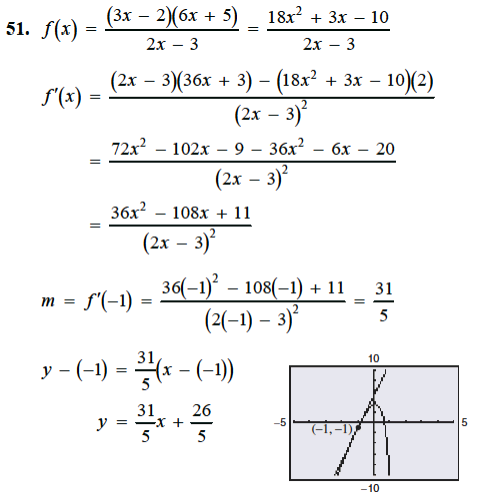 51. f(x) = (3x − 2)(6x + 5) / (2x − 3) = (18x² + 3x − 10) / (2x − 3)
f′(x) = ((2x − 3)(36x + 3) − (18x² + 3x − 10)(2)) / (2x − 3)²
= (72x² − 102x − 9 − 36x² − 6x − 20) / (2x − 3)²
= (36x² − 108x + 11) / (2x − 3)²
m = f′(−1) = (36(−1)² − 108(−1) + 11) / (2(−1) − 3)² = 31/5
y − (−1) = 31/5(x − (−1))
y = 31/5x + 26/5
10
−5
(−1, −1)
5
−10